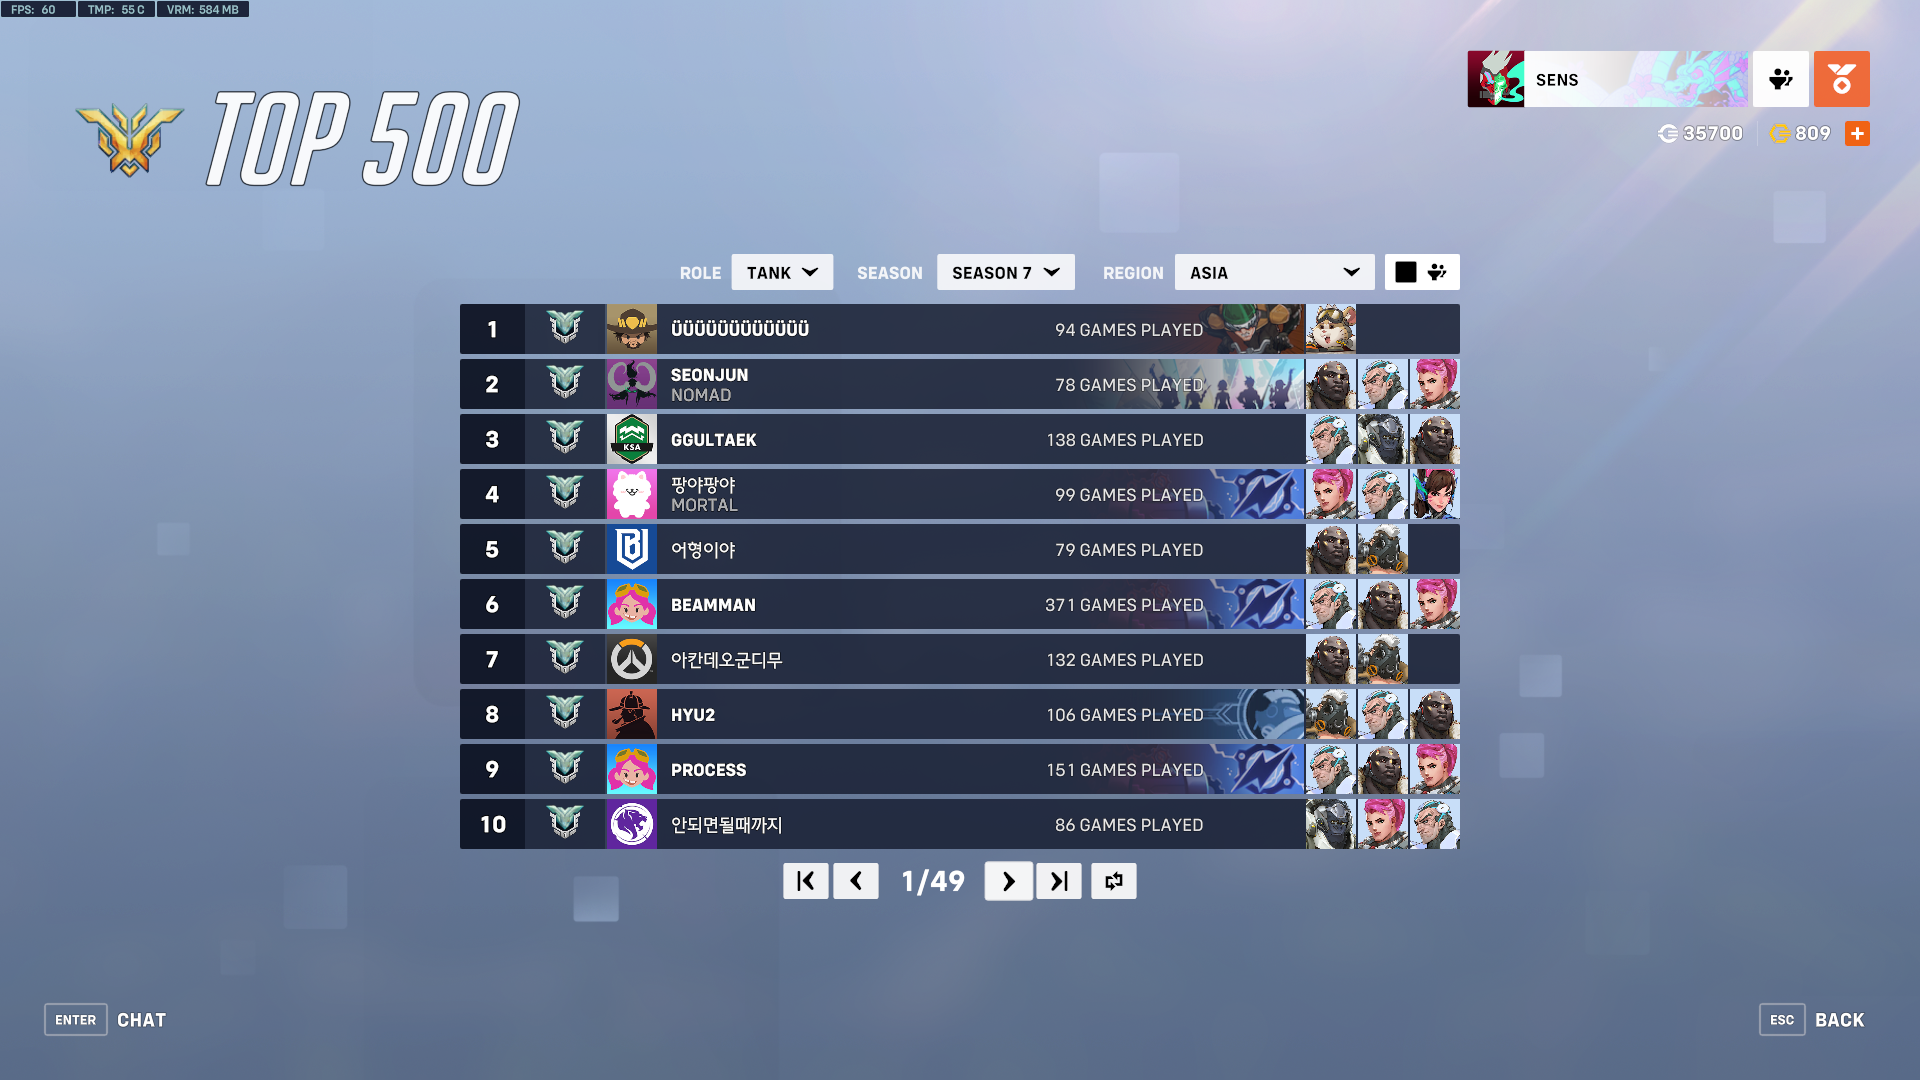 FPS: 60 TMP: 55 C VRM: 584 MB
TOP 500
SENS
35700 809
ROLE TANK SEASON SEASON 7 REGION ASIA
1 ÜÜÜÜÜÜÜÜÜÜÜÜ 94 GAMES PLAYED
2 SEONJUN 78 GAMES PLAYED
NOMAD
3 KSA GGULTAEK 138 GAMES PLAYED
4 팡야팡야 99 GAMES PLAYED
MORTAL
5 어형이야 79 GAMES PLAYED
6 BEAMMAN 371 GAMES PLAYED
7 아칸데오군디무 132 GAMES PLAYED
8 HYU2 106 GAMES PLAYED
9 PROCESS 151 GAMES PLAYED
10 안되면될때까지 86 GAMES PLAYED
1/49
ENTER CHAT
ESC BACK